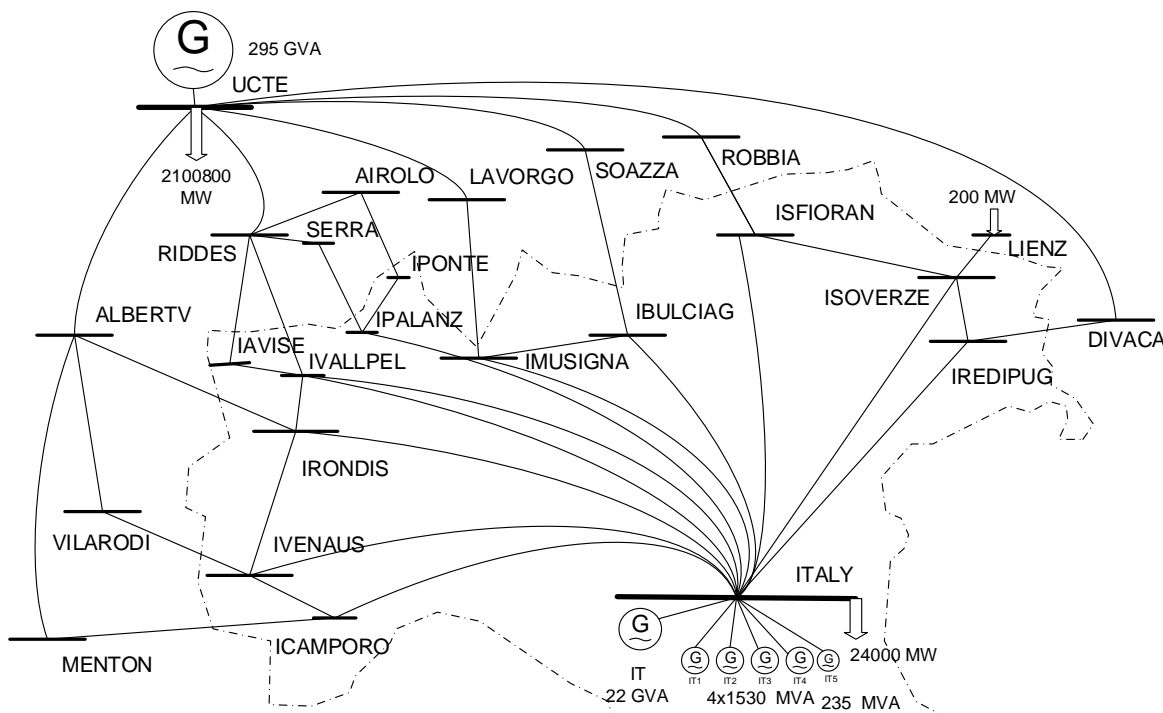 G
295 GVA
UCTE
2100800
MW
AIROLO
LAVORGO
SOAZZA
ROBBIA
SERRA
RIDDES
IPONTE
ISFIORAN
200 MW
LIENZ
ALBERTV
IPALANZ
IBULCIAG
ISOVERZE
IAVISE
IVALLPEL
IMUSIGNA
DIVACA
IREDIPUG
IRONDIS
VILARODI
IVENAUS
ITALY
MENTON
ICAMPORO
G
G
G
G
G
G
IT1
IT2
IT3
IT4
IT5
24000 MW
IT
22 GVA
4x1530 MVA
235 MVA